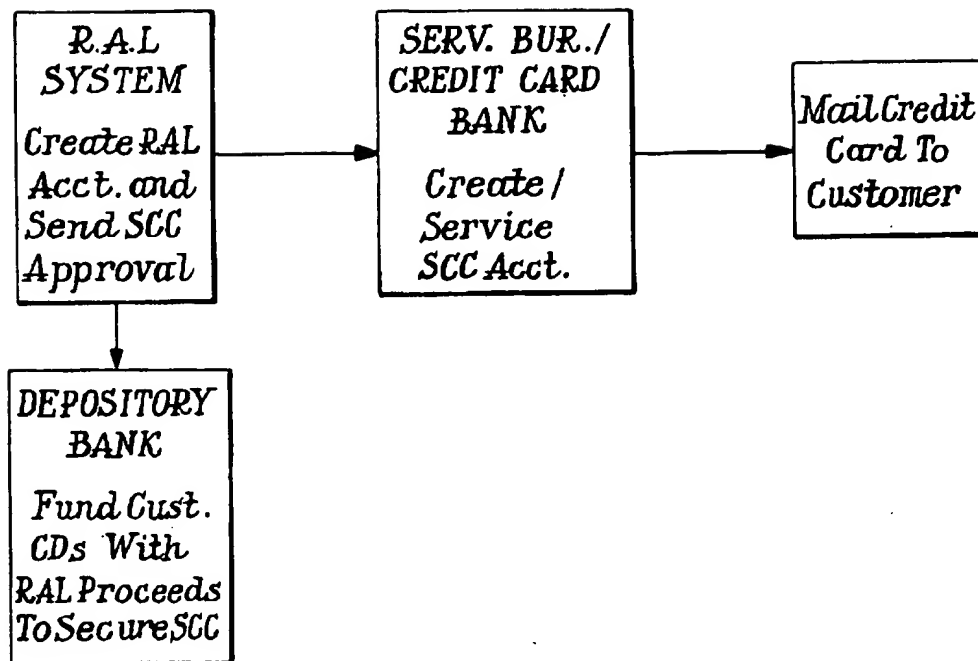 R.A.L
SYSTEM
Create RAL
Acct. and
Send SCC
Approval
SERV. BUR./
CREDIT CARD
BANK
Create/
Service
SCC Acct.
Mail Credit
Card To
Customer
DEPOSITORY
BANK
Fund Cust.
CDs With
RAL Proceeds
To Secure SCC